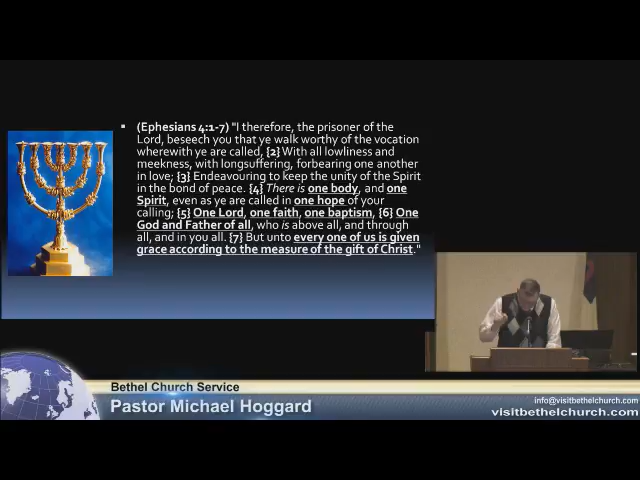 (Ephesians 4:1-7) "I therefore, the prisoner of the
Lord, beseech you that ye walk worthy of the vocation
wherewith ye are called, {2} With all lowliness and
meekness, with longsuffering, forbearing one another
in love; {3} Endeavouring to keep the unity of the Spirit
in the bond of peace. {4} There is one body, and one
Spirit, even as ye are called in one hope of your
calling; {5} One Lord, one faith, one baptism, {6} One
God and Father of all, who is above all, and through
all, and in you all. {7} But unto every one of us is given
grace according to the measure of the gift of Christ."
Bethel Church Service
Pastor Michael Hoggard
info@visitbethelchurch.com
visitbethelchurch.com